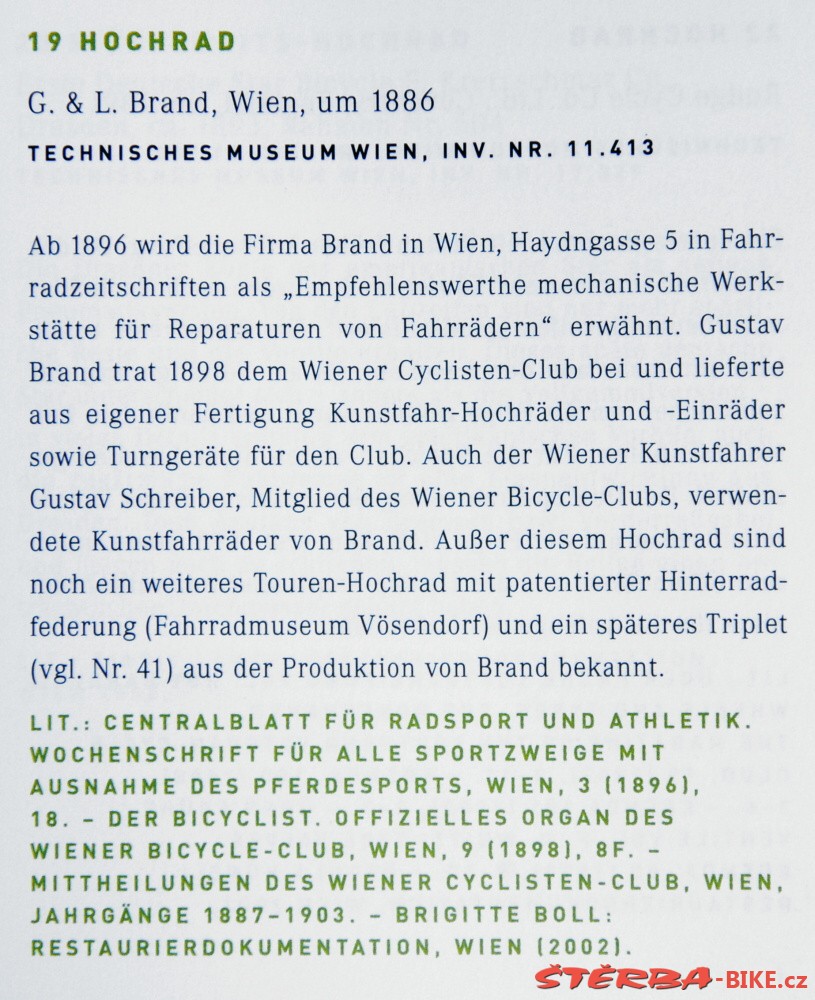 19 HOCHRAD
G. & L. Brand, Wien, um 1886
TECHNISCHES MUSEUM WIEN, INV. NR. 11.413
Ab 1896 wird die Firma Brand in Wien, Haydngasse 5 in Fahr-
radzeitschriften als „Empfehlenswerthe mechanische Werk-
stätte für Reparaturen von Fahrrädern“ erwähnt. Gustav
Brand trat 1898 dem Wiener Cyclisten-Club bei und lieferte
aus eigener Fertigung Kunstfahr-Hochräder und -Einräder
sowie Turngeräte für den Club. Auch der Wiener Kunstfahrer
Gustav Schreiber, Mitglied des Wiener Bicycle-Clubs, verwen-
dete Kunstfahrräder von Brand. Außer diesem Hochrad sind
noch ein weiteres Touren-Hochrad mit patentierter Hinterrad-
federung (Fahrradmuseum Vösendorf) und ein späteres Triplet
(vgl. Nr. 41) aus der Produktion von Brand bekannt.
LIT.: CENTRALBLATT FÜR RADSPORT UND ATHLETIK.
WOCHENSCHRIFT FÜR ALLE SPORTZWEIGE MIT
AUSNAHME DES PFERDESPORTS, WIEN, 3 (1896),
18. – DER BICYCLIST. OFFIZIELLES ORGAN DES
WIENER BICYCLE-CLUB, WIEN, 9 (1898), 8F. –
MITTHEILUNGEN DES WIENER CYCLISTEN-CLUB, WIEN,
JAHRGÄNGE 1887–1903. – BRIGITTE BOLL:
RESTAURIERDOKUMENTATION, WIEN (2002).
ŠTĚRBA-BIKE.cz